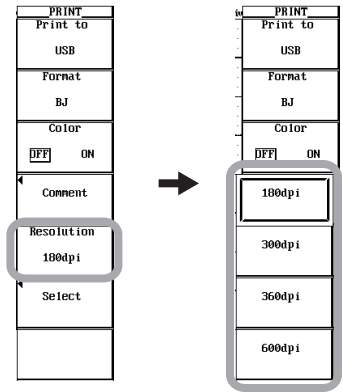 PRINT
Print to
USB
Format
BJ
Color
OFF ON
Comment
Resolution
180dpi
Select
PRINT
Print to
USB
Format
BJ
Color
OFF ON
180dpi
300dpi
360dpi
600dpi